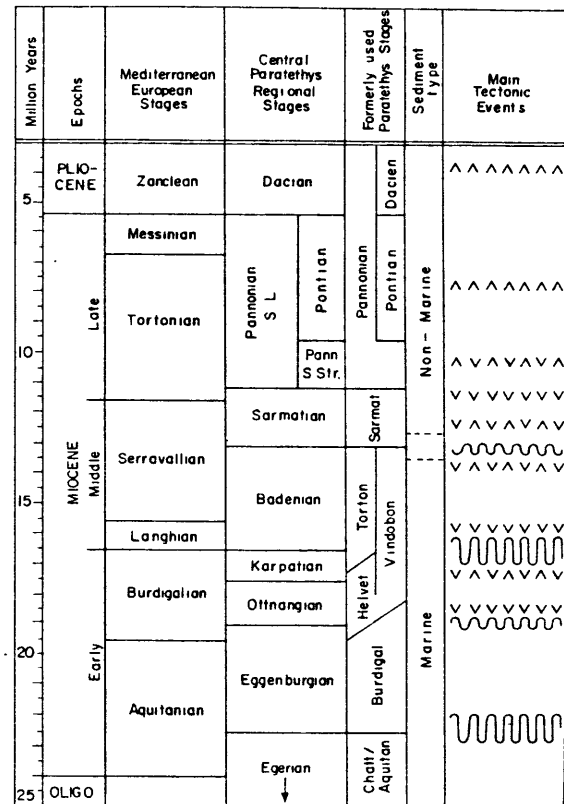 Million Years
Epochs
Mediterranean
European
Stages
Central
Paratethys
Regional
Stages
Formerly used
Paratethys Stages
Sediment
type
Main
Tectonic
Events
5
10
15
20
25
PLIO-
CENE
MIOCENE
Late
Middle
Early
OLIGO
Zanclean
Messinian
Tortonian
Serravallian
Langhian
Burdigalian
Aquitanian
Dacian
Pannonian
S L
Pontian
Pann
S Str.
Sarmatian
Badenian
Karpatian
Ottnangian
Eggenburgian
Egerian
Pannonian
Dacien
Pontian
Sarmat
Torton
Vindobon
Helvet
Burdigal
Chatt/
Aquitan
Non-Marine
Marine